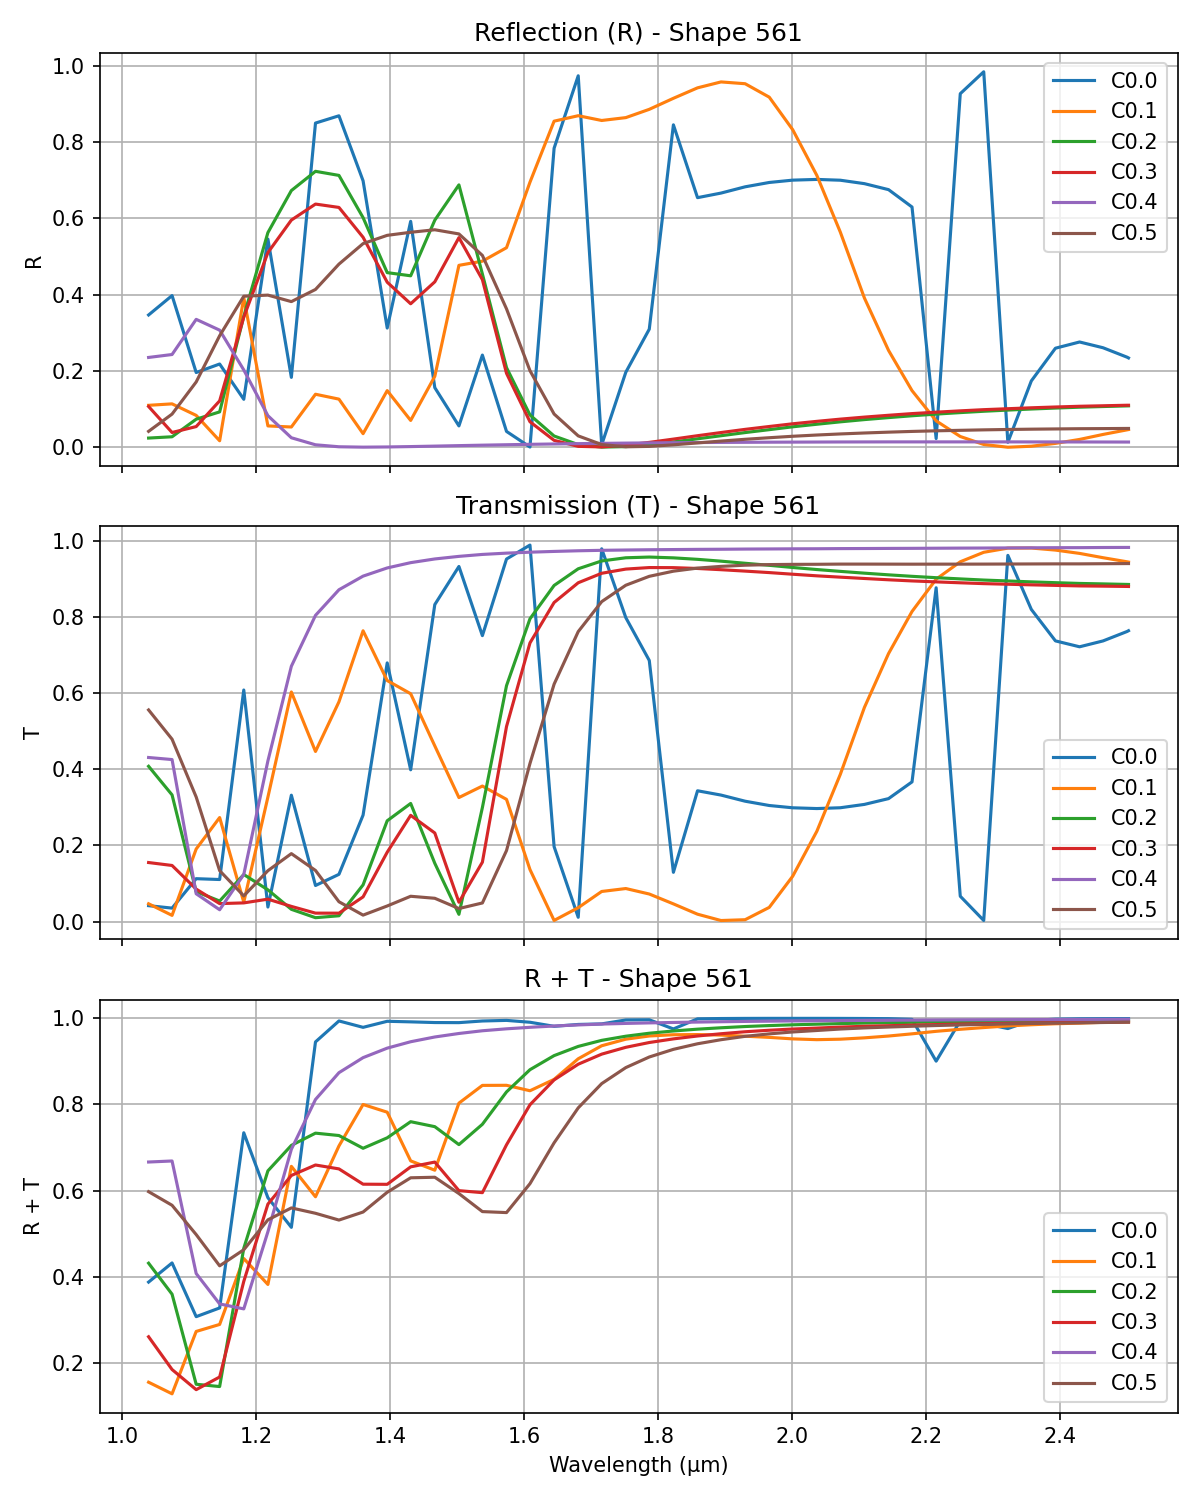 Reflection (R) - Shape 561
1.0
0.8
0.6
0.4
0.2
0.0
R
C0.0
C0.1
C0.2
C0.3
C0.4
C0.5
Transmission (T) - Shape 561
1.0
0.8
0.6
0.4
0.2
0.0
T
C0.0
C0.1
C0.2
C0.3
C0.4
C0.5
R + T - Shape 561
1.0
0.8
0.6
0.4
0.2
R + T
C0.0
C0.1
C0.2
C0.3
C0.4
C0.5
1.0 1.2 1.4 1.6 1.8 2.0 2.2 2.4
Wavelength (μm)